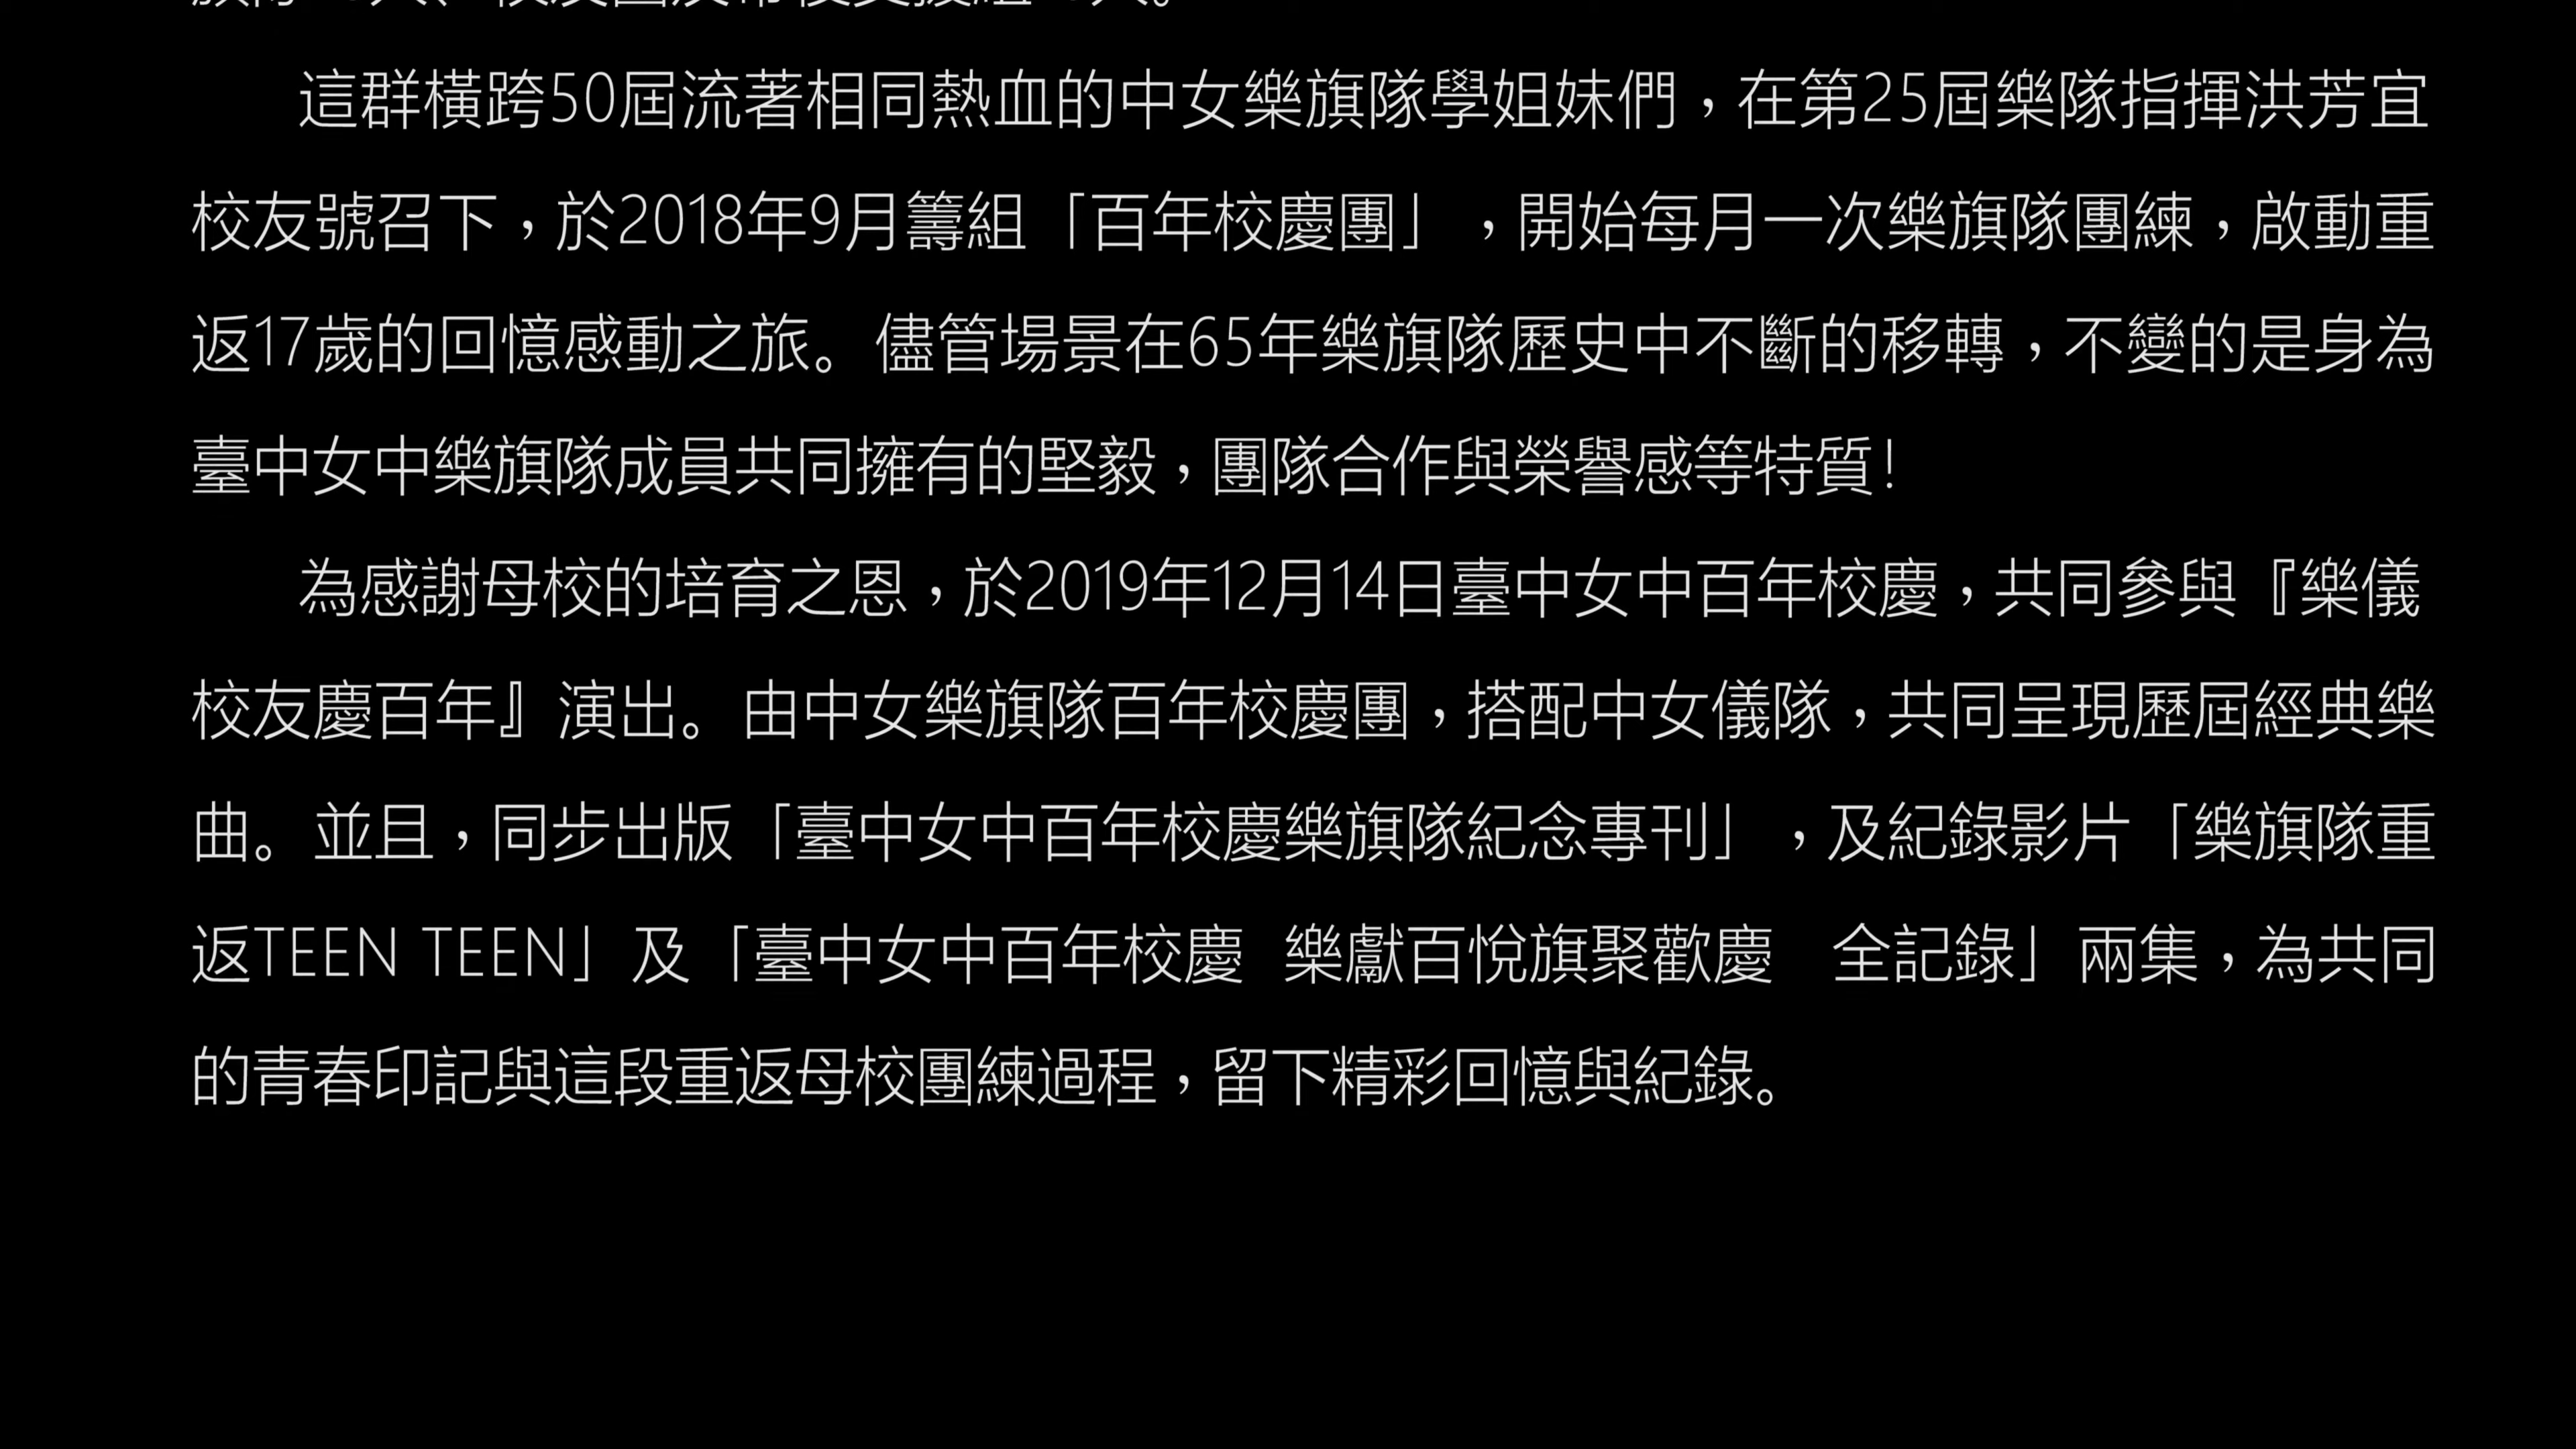 這群橫跨50屆流著相同熱血的中女樂旗隊學姐妹們，在第25屆樂隊指揮洪芳宜
校友號召下，於2018年9月籌組「百年校慶團」，開始每月一次樂旗隊團練，啟動重
返17歲的回憶感動之旅。儘管場景在65年樂旗隊歷史中不斷的移轉，不變的是身為
臺中女中樂旗隊成員共同擁有的堅毅，團隊合作與榮譽感等特質!
為感謝母校的培育之恩，於2019年12月14日臺中女中百年校慶，共同參與『樂儀
校友慶百年』演出。由中女樂旗隊百年校慶團，搭配中女儀隊，共同呈現歷屆經典樂
曲。並且，同步出版「臺中女中百年校慶樂旗隊紀念專刊」，及紀錄影片「樂旗隊重
返TEEN TEEN」及「臺中女中百年校慶 樂獻百悅旗聚歡慶 全記錄」兩集，為共同
的青春印記與這段重返母校團練過程，留下精彩回憶與紀錄。